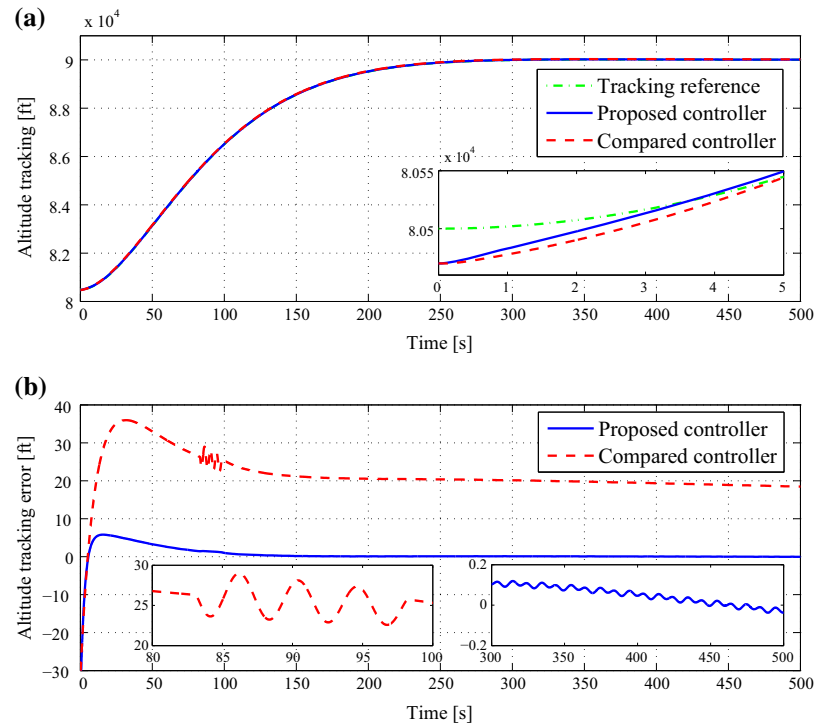 (a)
x 10^4
Altitude tracking [ft]
9
8.8
8.6
8.4
8.2
8
0 50 100 150 200 250 300 350 400 450 500
Time [s]
Tracking reference
Proposed controller
Compared controller
x 10^4
8.055
8.05
0 1 2 3 4 5
(b)
Altitude tracking error [ft]
40
30
20
10
0
−10
−20
−30
0 50 100 150 200 250 300 350 400 450 500
Time [s]
Proposed controller
Compared controller
30
25
20
80 85 90 95 100
0.2
0
−0.2
300 350 400 450 500